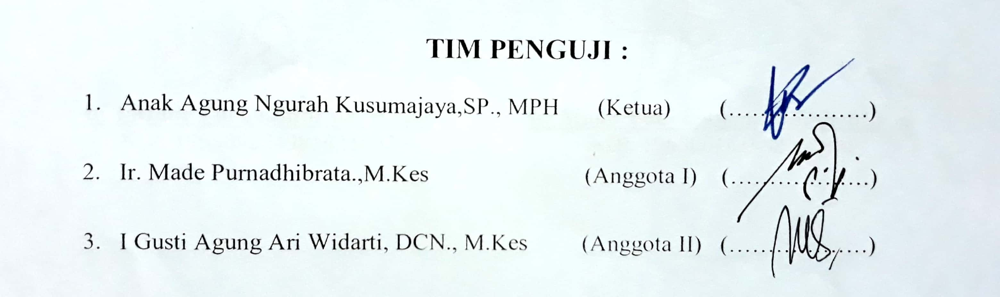 TIM PENGUJI :
1. Anak Agung Ngurah Kusumajaya,SP., MPH (Ketua) (....................)
2. Ir. Made Purnadhibrata.,M.Kes (Anggota I) (....................)
3. I Gusti Agung Ari Widarti, DCN., M.Kes (Anggota II) (....................)